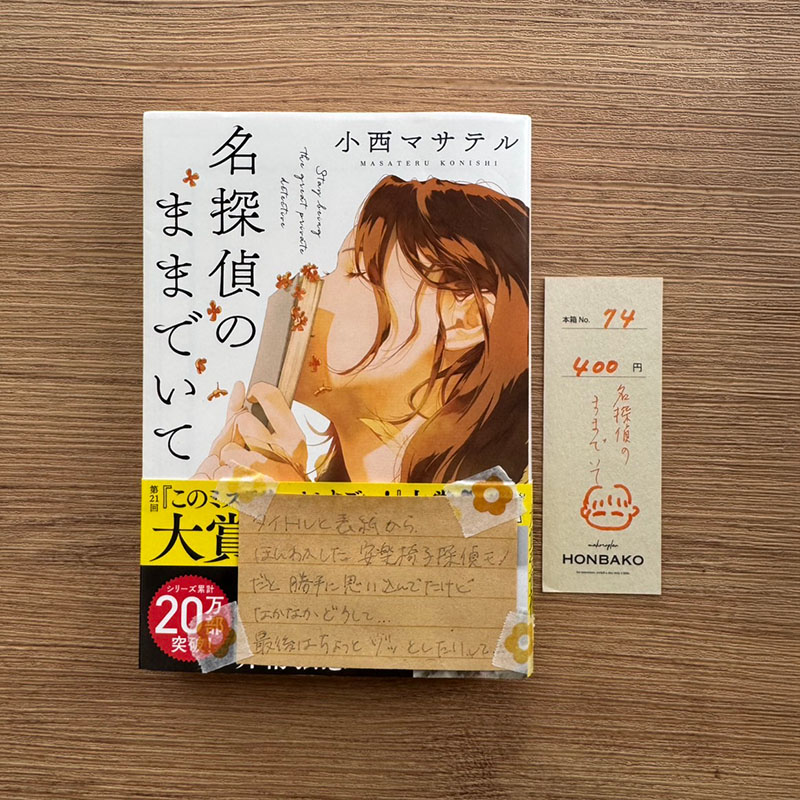 小西マサテル
MASATERU KONISHI
名探偵の
ままでいて
Stay being
the great private
detective
第21回
『このミス
大賞
シリーズ累計
20万部
突破!
タイトルと表紙から
ほんわかした安楽椅子探偵モノ
だと勝手に思い込んでたけど
なかなかどうして…
最後はちょっとゾッとしたりして…
本箱 No. 74
400 円
名探偵の
ままでいて
HONBAKO